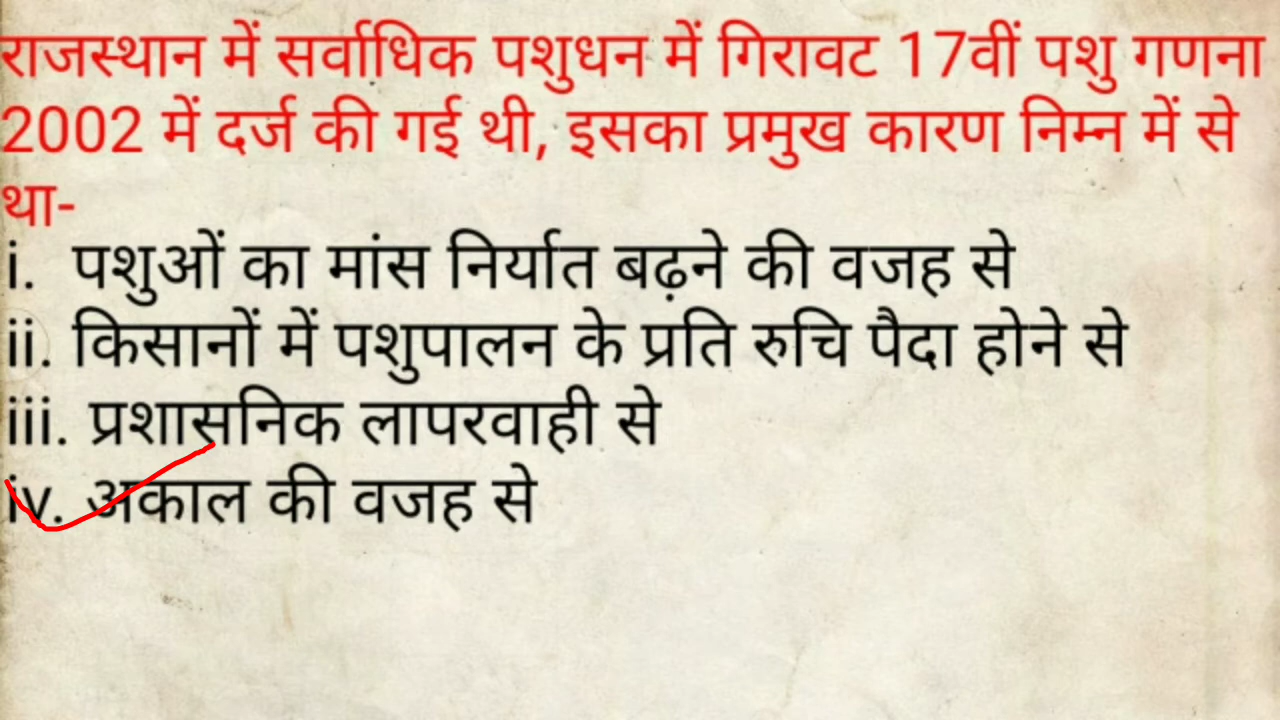 राजस्थान में सर्वाधिक पशुधन में गिरावट 17वीं पशु गणना
2002 में दर्ज की गई थी, इसका प्रमुख कारण निम्न में से
था-
i. पशुओं का मांस निर्यात बढ़ने की वजह से
ii. किसानों में पशुपालन के प्रति रुचि पैदा होने से
iii. प्रशासनिक लापरवाही से
iv. अकाल की वजह से